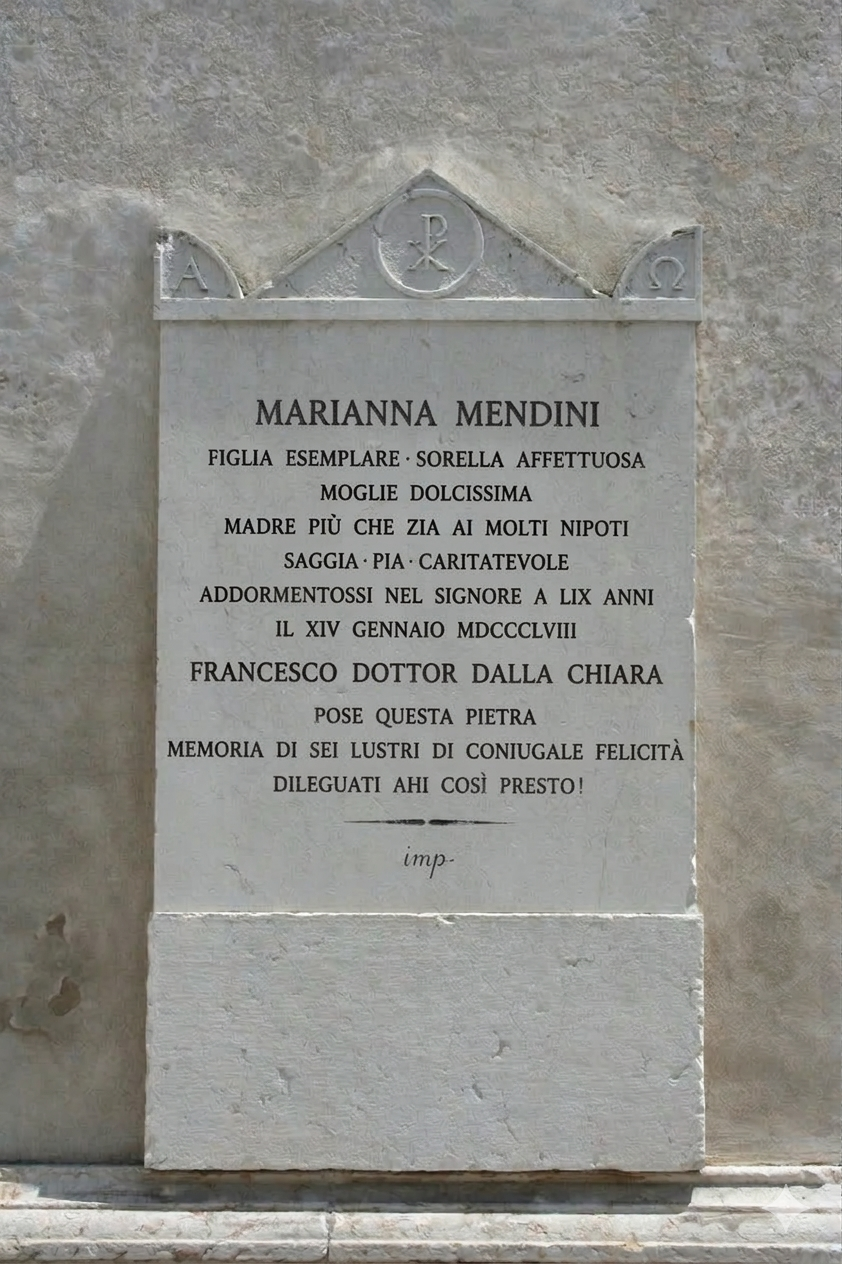 Α ☧ Ω
MARIANNA MENDINI
FIGLIA ESEMPLARE · SORELLA AFFETTUOSA
MOGLIE DOLCISSIMA
MADRE PIÙ CHE ZIA AI MOLTI NIPOTI
SAGGIA · PIA · CARITATEVOLE
ADDORMENTOSSI NEL SIGNORE A LIX ANNI
IL XIV GENNAIO MDCCCLVIII
FRANCESCO DOTTOR DALLA CHIARA
POSE QUESTA PIETRA
MEMORIA DI SEI LUSTRI DI CONIUGALE FELICITÀ
DILEGUATI AHI COSÌ PRESTO!
imp-